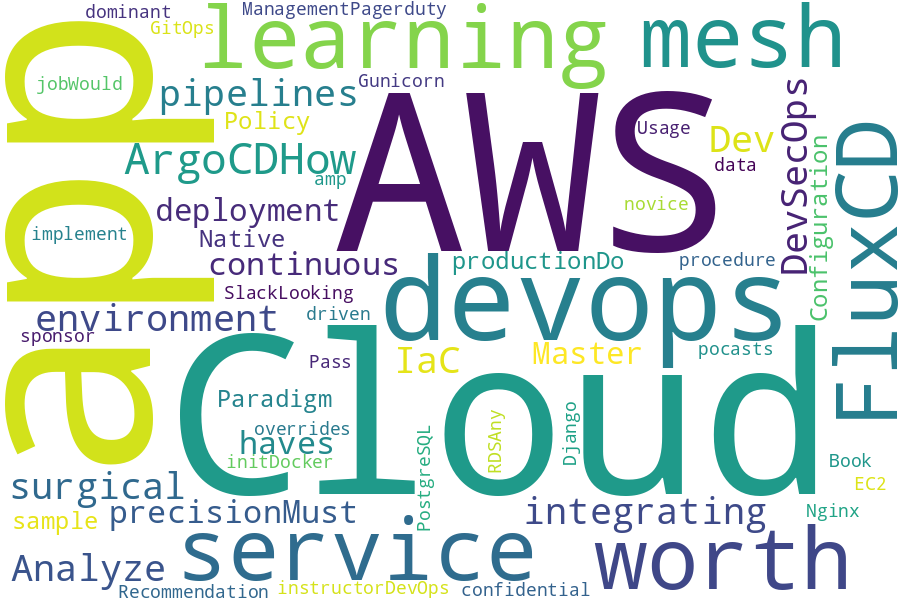 dominant
ManagementPagerduty
GitOps
learning
mesh
app
jobWould
pipelines
Gunicorn
AWS
Policy
Usage
Dev
DevSecOps
ArgoCDHow
amp
data
Configuration
FluxCD
deployment
novice
implement
Native
continuous
productionDo
procedure
SlackLooking
devops
environment
driven
sponsor
Cloud
Pass
IaC
Master
pocasts
Paradigm
overrides
haves
initDocker
PostgreSQL
RDSAny
Django
Book
surgical
EC2
sample
precisionMust
integrating
Nginx
service
worth
Analyze
Recommendation
instructorDevOps
confidential